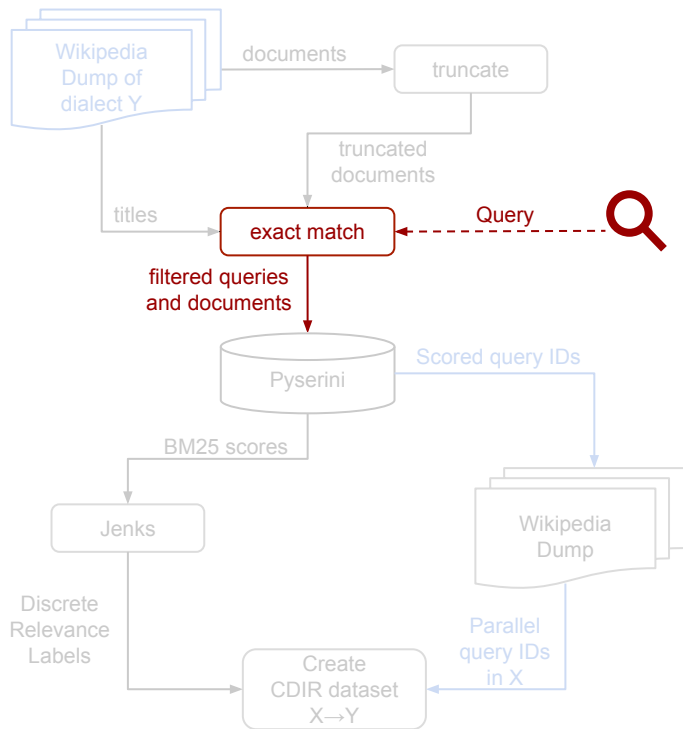 Wikipedia
Dump of
dialect Y
documents
truncate
truncated
documents
titles
exact match
Query
filtered queries
and documents
Pyserini
Scored query IDs
BM25 scores
Jenks
Wikipedia
Dump
Discrete
Relevance
Labels
Parallel
query IDs
in X
Create
CDIR dataset
X→Y